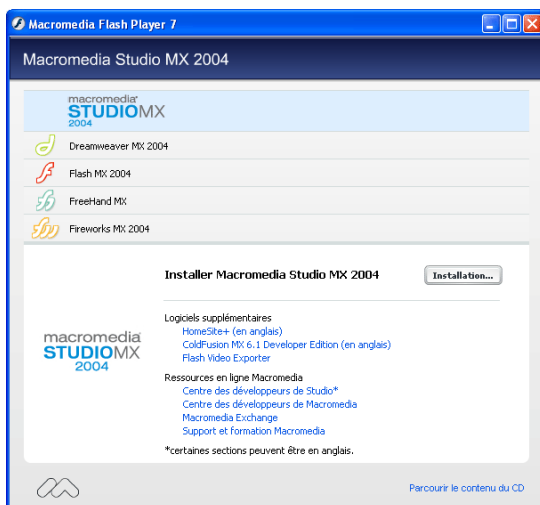 Macromedia Flash Player 7
Macromedia Studio MX 2004
macromedia
STUDIOMX
2004
Dreamweaver MX 2004
Flash MX 2004
FreeHand MX
Fireworks MX 2004
Installer Macromedia Studio MX 2004
Installation...
Logiciels supplémentaires
HomeSite+ (en anglais)
ColdFusion MX 6.1 Developer Edition (en anglais)
Flash Video Exporter
macromedia
STUDIOMX
2004
Ressources en ligne Macromedia
Centre des développeurs de Studio*
Centre des développeurs de Macromedia
Macromedia Exchange
Support et formation Macromedia
*certaines sections peuvent être en anglais.
Parcourir le contenu du CD